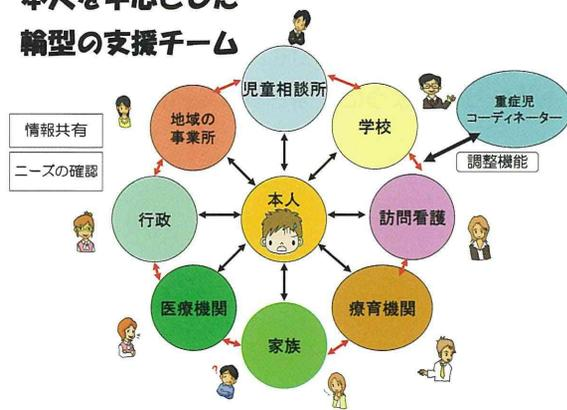 本人を中心とした
輪型の支援チーム
児童相談所
地域の
事業所
学校
重症児
コーディネーター
情報共有
ニーズの確認
調整機能
行政
本人
訪問看護
医療機関
療育機関
家族
?